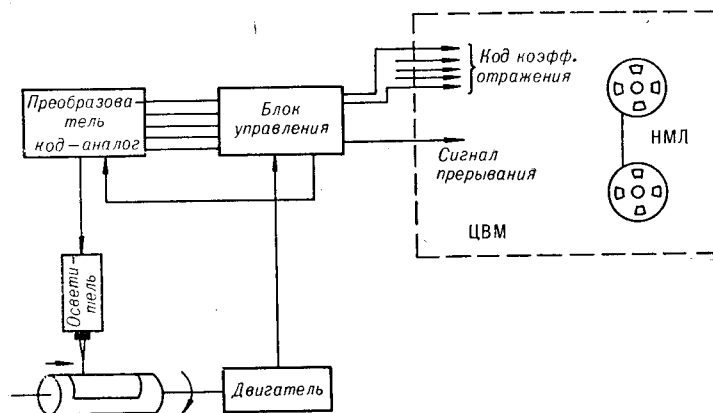 Код коэфф.
отражения
Преобразова-
тель
код-аналог
Блок
управления
НМЛ
Сигнал
прерывания
ЦВМ
Освети-
тель
Двигатель